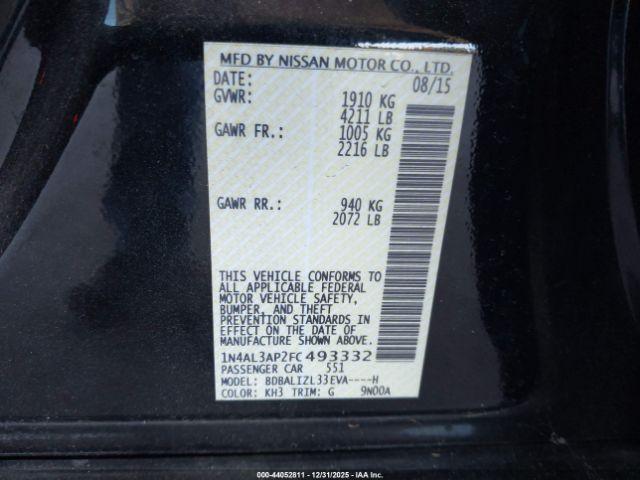 MFD BY NISSAN MOTOR CO., LTD.
DATE: 08/15
GVWR: 1910 KG
4211 LB
GAWR FR.: 1005 KG
2216 LB
GAWR RR.: 940 KG
2072 LB
THIS VEHICLE CONFORMS TO
ALL APPLICABLE FEDERAL
MOTOR VEHICLE SAFETY,
BUMPER, AND THEFT
PREVENTION STANDARDS IN
EFFECT ON THE DATE OF
MANUFACTURE SHOWN ABOVE.
1N4AL3AP2FC493332
PASSENGER CAR 551
MODEL: BDBALIZL33EVA----H
COLOR: KH3 TRIM: G 9N00A
000-44052811 - 12/31/2025 - IAA Inc.